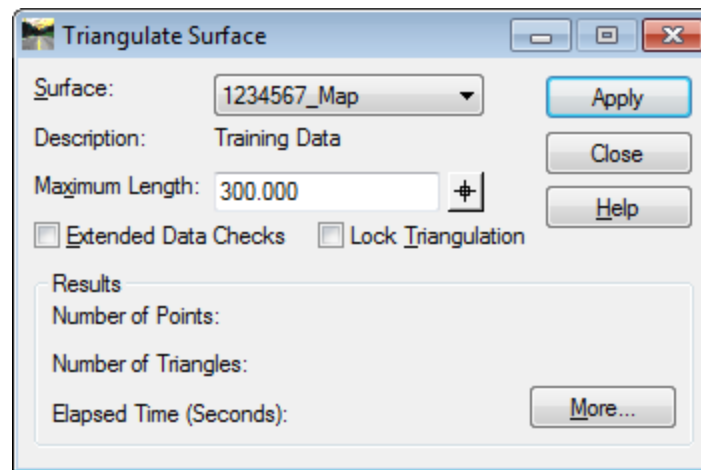 Triangulate Surface
Surface: 1234567_Map Apply
Description: Training Data Close
Maximum Length: 300.000 Help
Extended Data Checks Lock Triangulation
Results
Number of Points:
Number of Triangles:
Elapsed Time (Seconds): More...